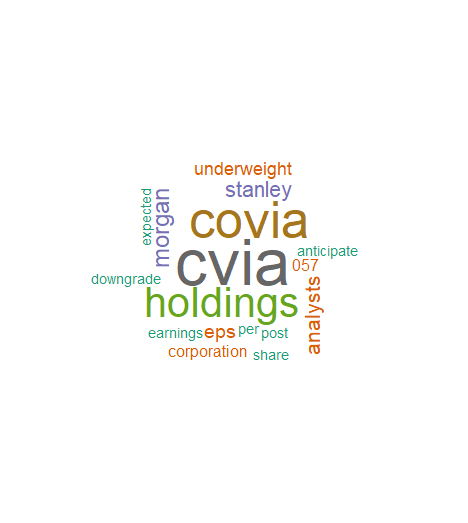 underweight
stanley
expected
morgan
covia
anticipate
cvia
057
downgrade
holdings
analysts
earnings
eps
per
post
corporation
share